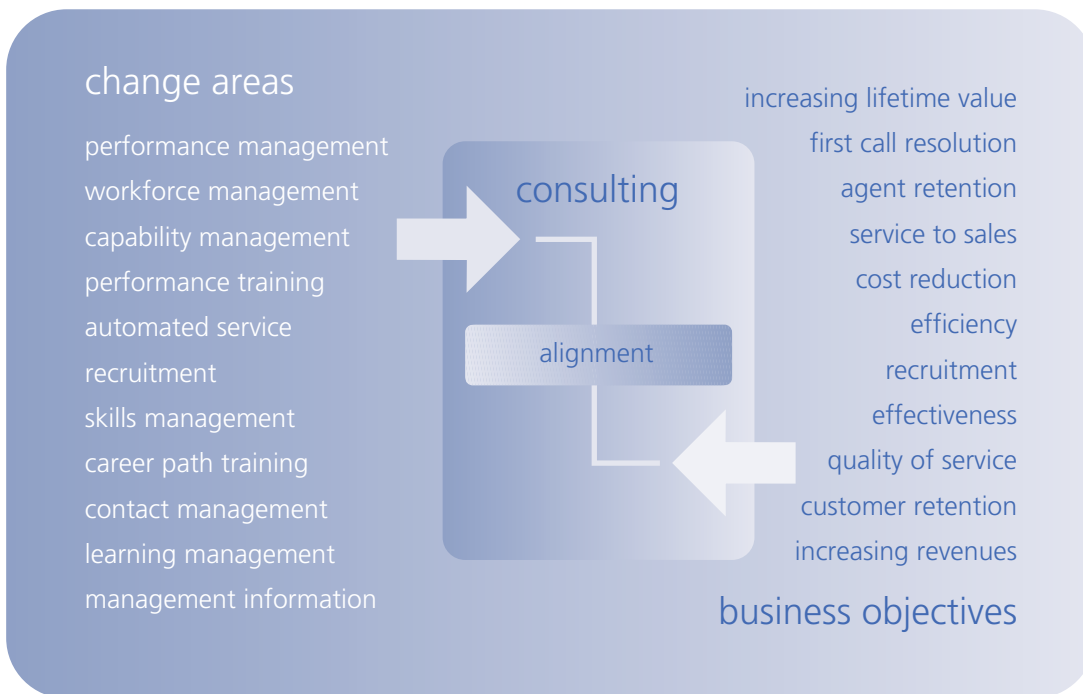 change areas
performance management
workforce management
capability management
performance training
automated service
recruitment
skills management
career path training
contact management
learning management
management information
consulting
alignment
increasing lifetime value
first call resolution
agent retention
service to sales
cost reduction
efficiency
recruitment
effectiveness
quality of service
customer retention
increasing revenues
business objectives